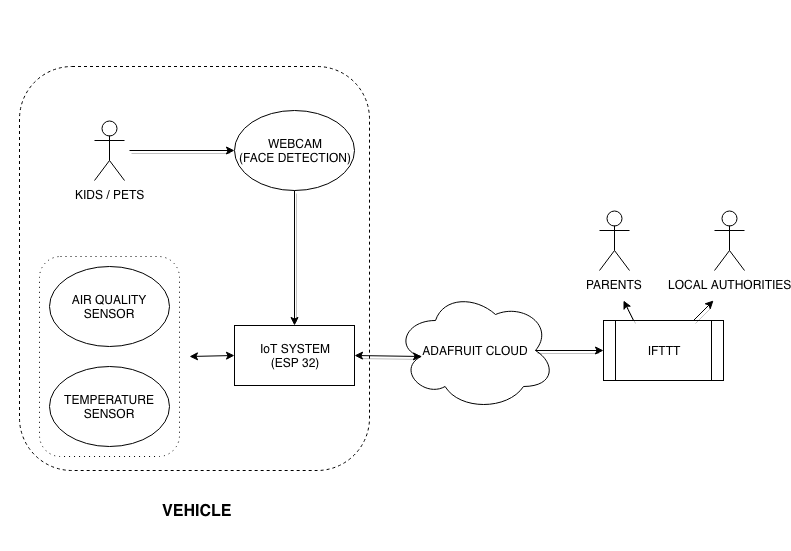 WEBCAM
(FACE DETECTION)
KIDS / PETS
AIR QUALITY
SENSOR
TEMPERATURE
SENSOR
IoT SYSTEM
(ESP 32)
ADAFRUIT CLOUD
PARENTS
LOCAL AUTHORITIES
IFTTT
VEHICLE